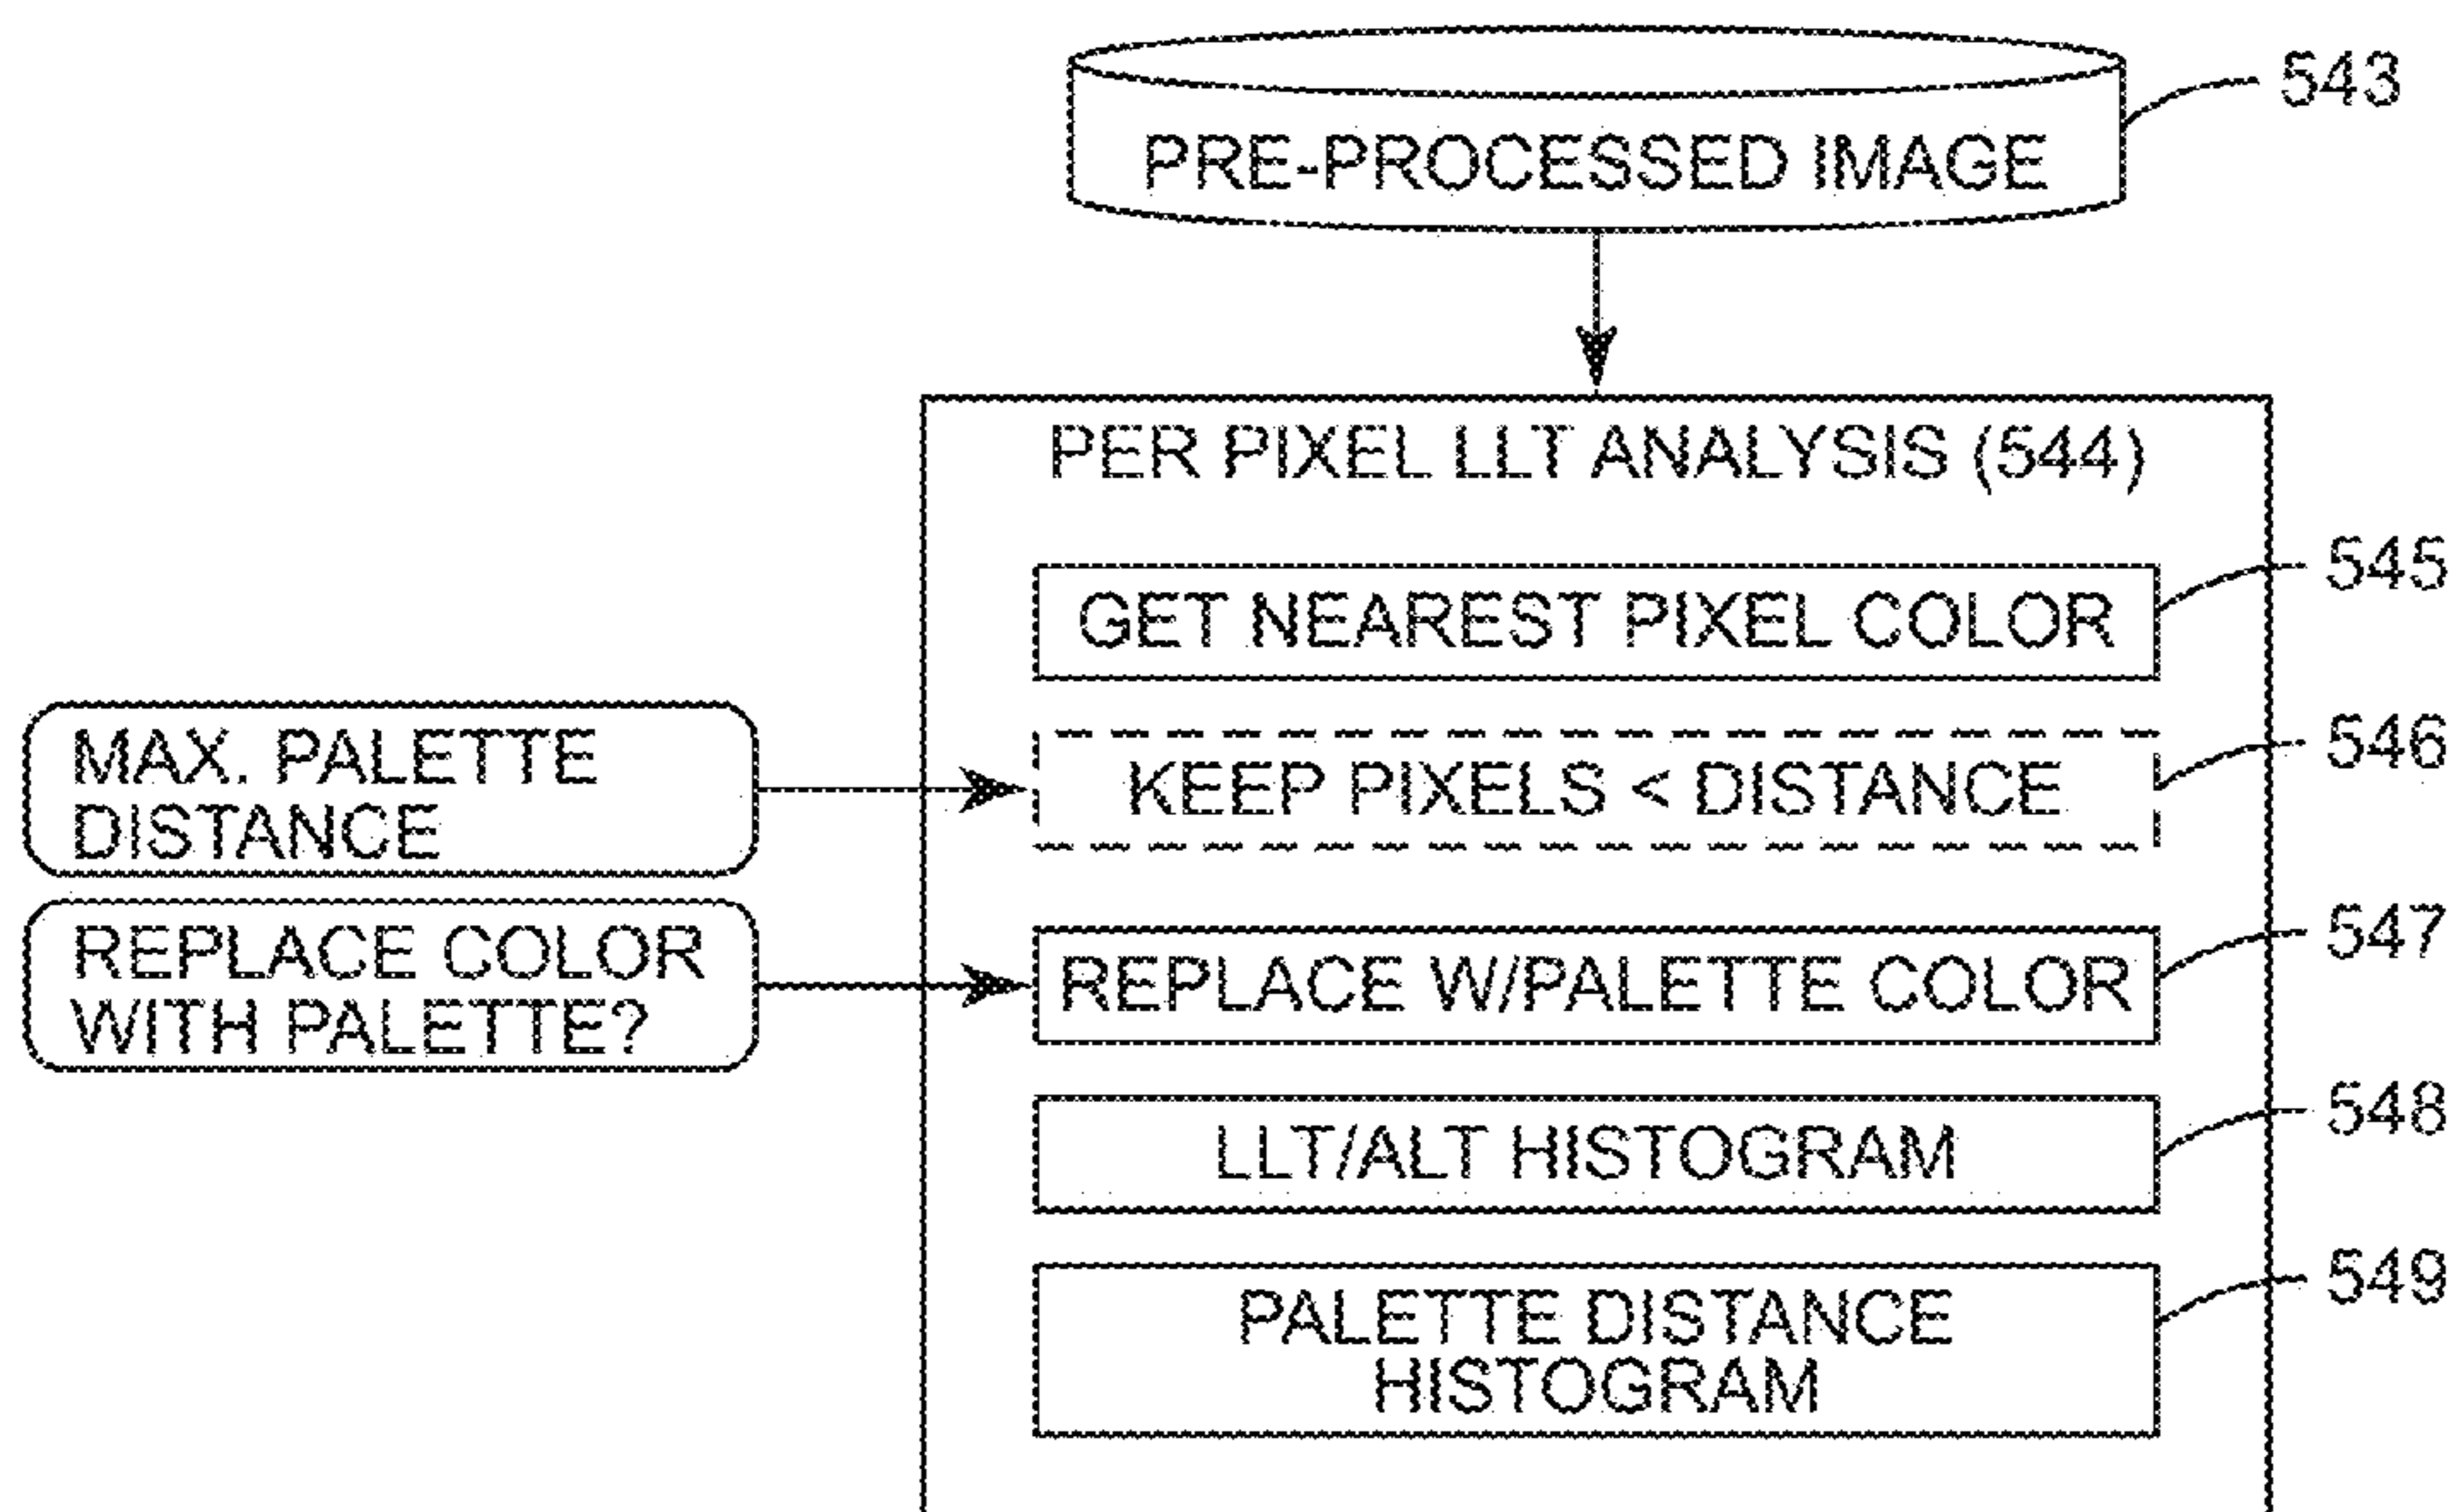 543
PRE-PROCESSED IMAGE
PER PIXEL LLT ANALYSIS (544)
545
GET NEAREST PIXEL COLOR
546
MAX. PALETTE
DISTANCE
KEEP PIXELS < DISTANCE
547
REPLACE COLOR
WITH PALETTE?
REPLACE W/PALETTE COLOR
548
LLT/ALT HISTOGRAM
549
PALETTE DISTANCE
HISTOGRAM